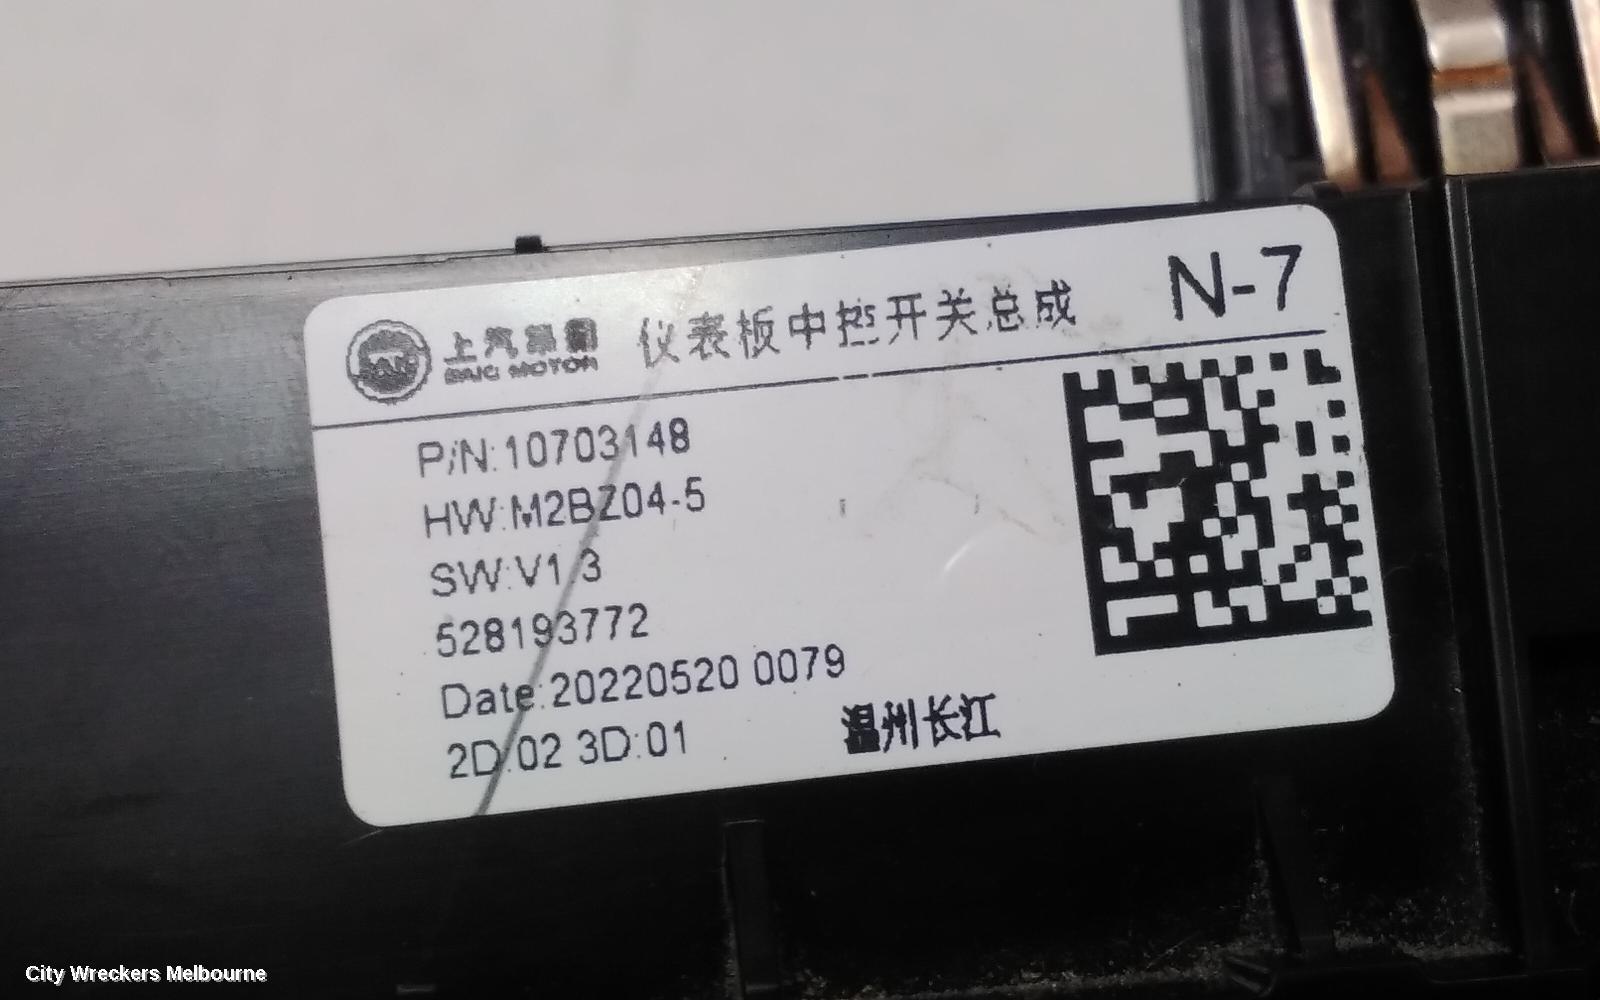 SAIC
上汽集团 仪表板中控开关总成 N-7
SAIC MOTOR
P/N:10703148
HW:M2BZ04-5
SW:V1.3
528193772
Date:20220520 0079
2D:02 3D:01 温州长江
City Wreckers Melbourne